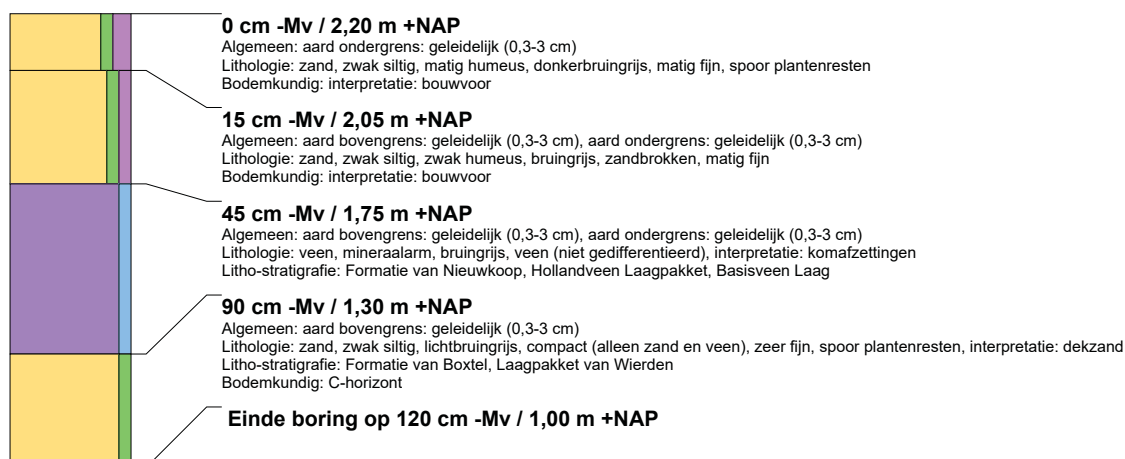 0 cm -Mv / 2,20 m +NAP
Algemeen: aard ondergrens: geleidelijk (0,3-3 cm)
Lithologie: zand, zwak siltig, matig humeus, donkerbruingrijs, matig fijn, spoor plantenresten
Bodemkundig: interpretatie: bouwvoor
15 cm -Mv / 2,05 m +NAP
Algemeen: aard bovengrens: geleidelijk (0,3-3 cm), aard ondergrens: geleidelijk (0,3-3 cm)
Lithologie: zand, zwak siltig, zwak humeus, bruingrijs, zandbrokken, matig fijn
Bodemkundig: interpretatie: bouwvoor
45 cm -Mv / 1,75 m +NAP
Algemeen: aard bovengrens: geleidelijk (0,3-3 cm), aard ondergrens: geleidelijk (0,3-3 cm)
Lithologie: veen, mineraalarm, bruingrijs, veen (niet gedifferentieerd), interpretatie: komafzettingen
Litho-stratigrafie: Formatie van Nieuwkoop, Hollandveen Laagpakket, Basisveen Laag
90 cm -Mv / 1,30 m +NAP
Algemeen: aard bovengrens: geleidelijk (0,3-3 cm)
Lithologie: zand, zwak siltig, lichtbruingrijs, compact (alleen zand en veen), zeer fijn, spoor plantenresten, interpretatie: dekzand
Litho-stratigrafie: Formatie van Boxtel, Laagpakket van Wierden
Bodemkundig: C-horizont
Einde boring op 120 cm -Mv / 1,00 m +NAP